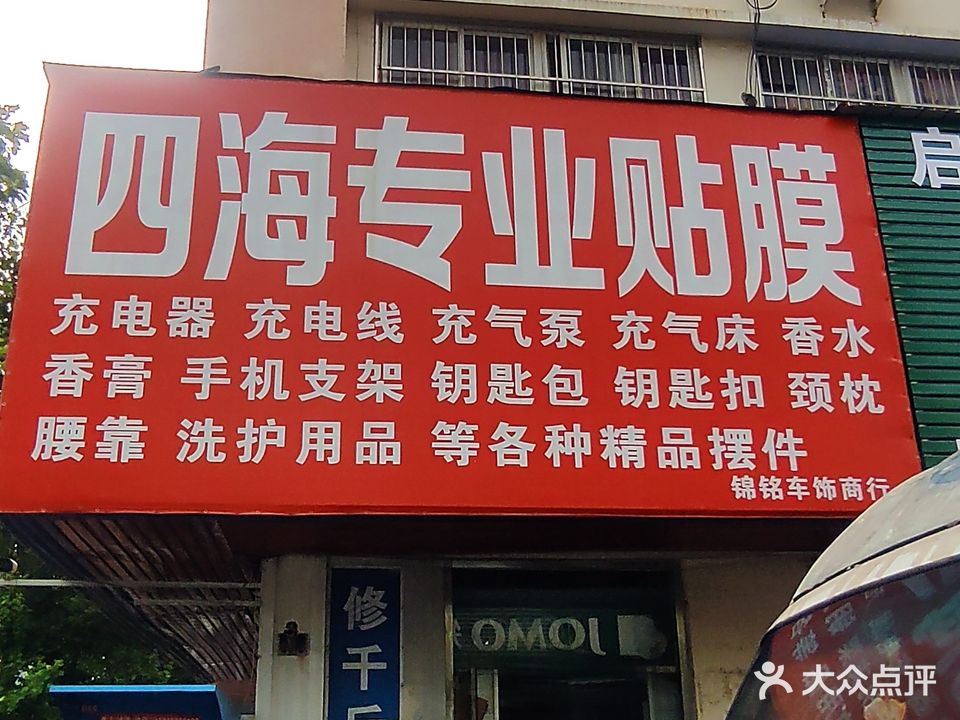 四海专业贴膜
充电器 充电线 充气泵 充气床 香水
香膏 手机支架 钥匙包 钥匙扣 颈枕
腰靠 洗护用品 等各种精品摆件
锦铭车饰商行
启
修千斤
JOMO
大众点评